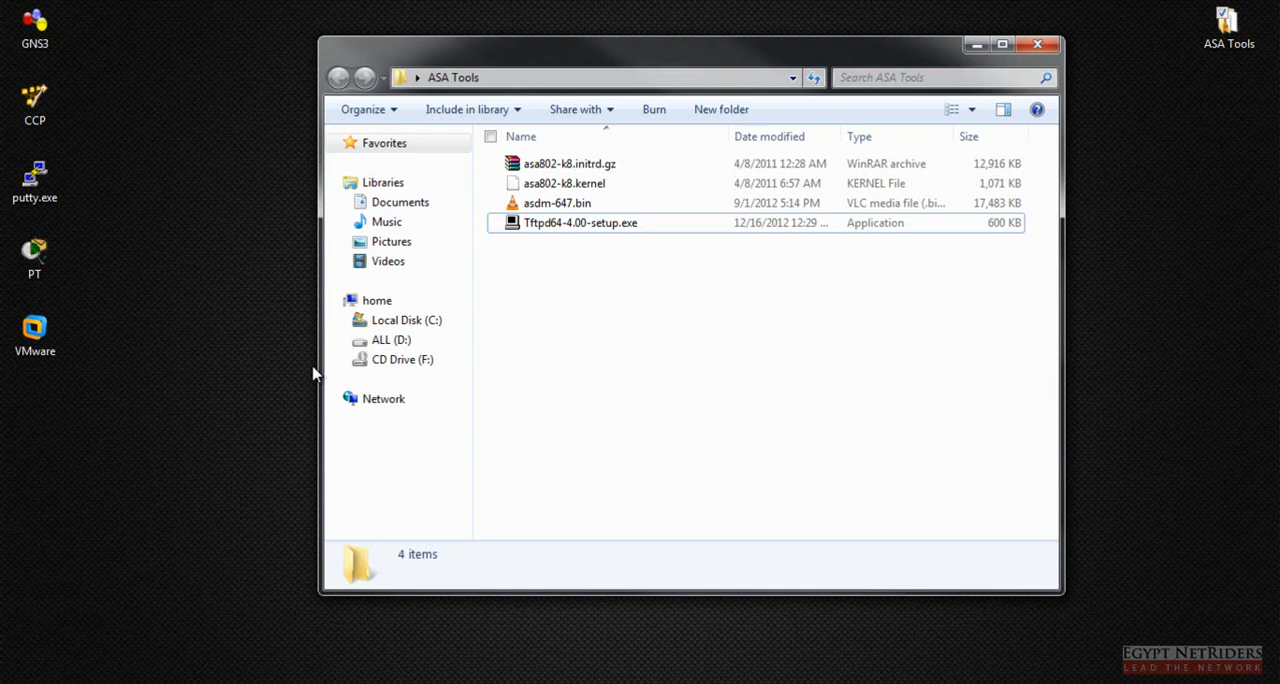 GNS3
CCP
putty.exe
PT
VMware
ASA Tools
ASA Tools
Search ASA Tools
Organize
Include in library
Share with
Burn
New folder
Name
Date modified
Type
Size
asa802-k8.initrd.gz 4/8/2011 12:28 AM WinRAR archive 12,916 KB
asa802-k8.kernel 4/8/2011 6:57 AM KERNEL File 1,071 KB
asdm-647.bin 9/1/2012 5:14 PM VLC media file (.bi... 17,483 KB
Tftpd64-4.00-setup.exe 12/16/2012 12:29 ... Application 600 KB
Favorites
Libraries
Documents
Music
Pictures
Videos
home
Local Disk (C:)
ALL (D:)
CD Drive (F:)
Network
4 items
EGYPT NETRIDERS
LEAD THE NETWORK